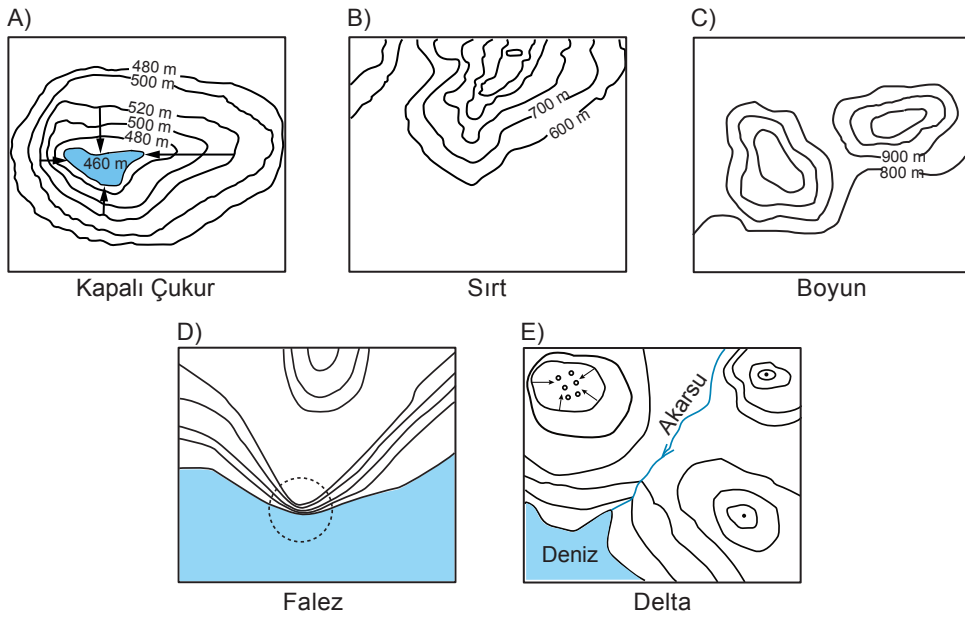 A)
480 m
500 m
520 m
500 m
480 m
460 m
Kapalı Çukur
B)
700 m
600 m
Sırt
C)
900 m
800 m
Boyun
D)
Falez
E)
Akarsu
Deniz
Delta